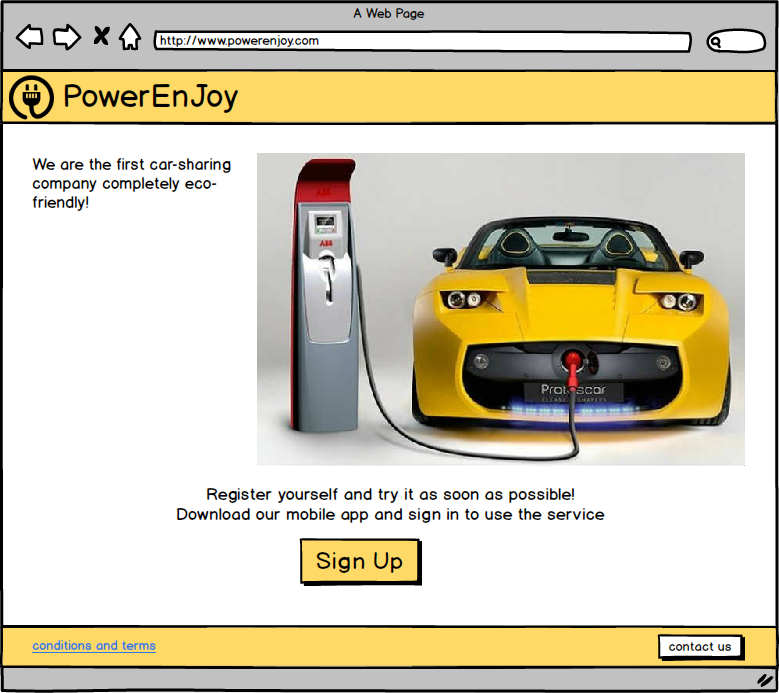 A Web Page
http://www.powerenjoy.com
PowerEnJoy
We are the first car-sharing
company completely eco-
friendly!
ABB
ABB
Protoscar
Register yourself and try it as soon as possible!
Download our mobile app and sign in to use the service
Sign Up
conditions and terms
contact us